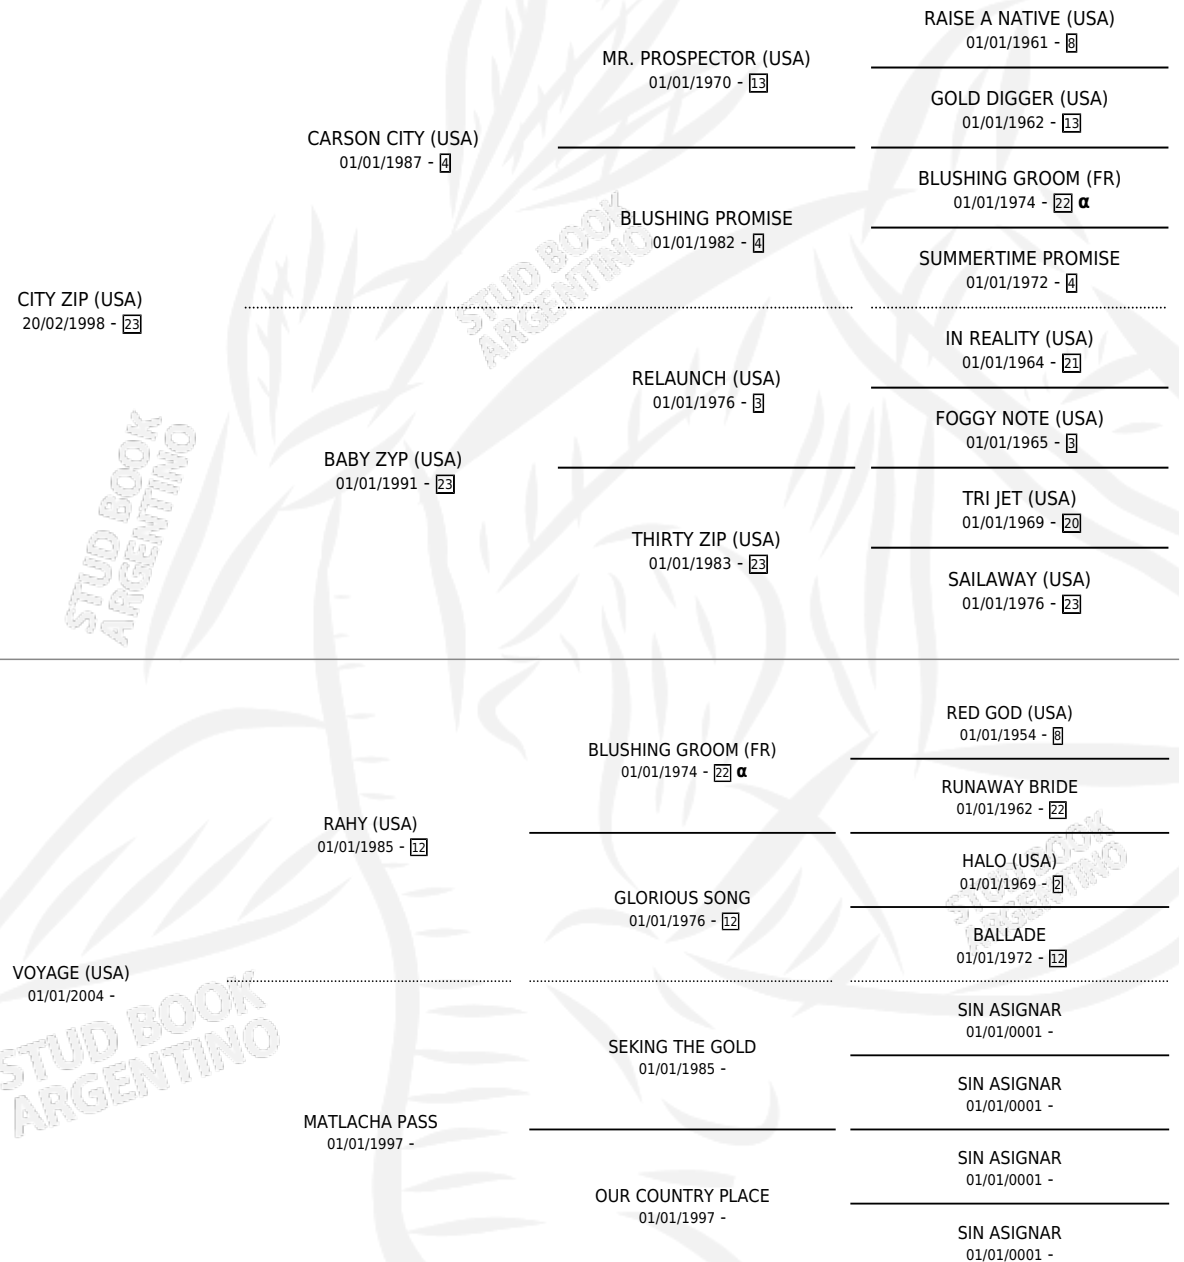 RAISE A NATIVE (USA)
01/01/1961 - 8
MR. PROSPECTOR (USA)
01/01/1970 - 13
GOLD DIGGER (USA)
01/01/1962 - 13
CARSON CITY (USA)
01/01/1987 - 4
BLUSHING GROOM (FR)
01/01/1974 - 22 α
BLUSHING PROMISE
01/01/1982 - 4
SUMMERTIME PROMISE
01/01/1972 - 4
CITY ZIP (USA)
20/02/1998 - 23
IN REALITY (USA)
01/01/1964 - 21
RELAUNCH (USA)
01/01/1976 - 3
FOGGY NOTE (USA)
01/01/1965 - 3
BABY ZYP (USA)
01/01/1991 - 23
TRI JET (USA)
01/01/1969 - 20
THIRTY ZIP (USA)
01/01/1983 - 23
SAILAWAY (USA)
01/01/1976 - 23
RED GOD (USA)
01/01/1954 - 8
BLUSHING GROOM (FR)
01/01/1974 - 22 α
RUNAWAY BRIDE
01/01/1962 - 22
RAHY (USA)
01/01/1985 - 12
HALO (USA)
01/01/1969 - 2
GLORIOUS SONG
01/01/1976 - 12
BALLADE
01/01/1972 - 12
VOYAGE (USA)
01/01/2004 -
SIN ASIGNAR
01/01/0001 -
SEKING THE GOLD
01/01/1985 -
SIN ASIGNAR
01/01/0001 -
MATLACHA PASS
01/01/1997 -
SIN ASIGNAR
01/01/0001 -
OUR COUNTRY PLACE
01/01/1997 -
SIN ASIGNAR
01/01/0001 -
STUD BOOK
ARGENTINO
STUD BOOK
ARGENTINO
STUD BOOK
ARGENTINO
STUD BOOK
ARGENTINO